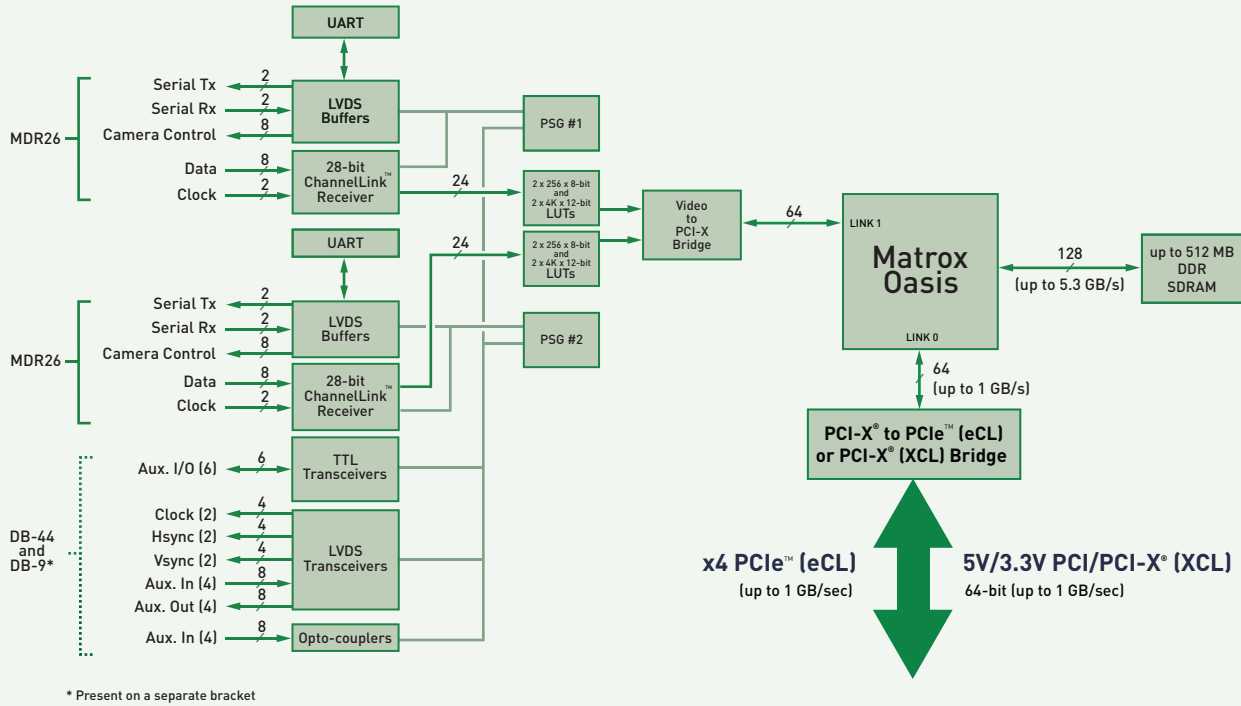 UART
MDR26
Serial Tx
2
Serial Rx
2
Camera Control
8
LVDS
Buffers
Data
8
Clock
2
28-bit
ChannelLink™
Receiver
PSG #1
24
2 x 256 x 8-bit
and
2 x 4K x 12-bit
LUTs
UART
24
2 x 256 x 8-bit
and
2 x 4K x 12-bit
LUTs
Video
to
PCI-X
Bridge
64
LINK 1
Matrox
Oasis
LINK 0
128
(up to 5.3 GB/s)
up to 512 MB
DDR
SDRAM
MDR26
Serial Tx
2
Serial Rx
2
Camera Control
8
LVDS
Buffers
Data
8
Clock
2
28-bit
ChannelLink™
Receiver
PSG #2
64
(up to 1 GB/s)
PCI-X® to PCIe™ (eCL)
or PCI-X® (XCL) Bridge
DB-44
and
DB-9*
Aux. I/O (6)
6
TTL
Transceivers
Clock (2)
4
Hsync (2)
4
Vsync (2)
4
Aux. In (4)
8
Aux. Out (4)
8
LVDS
Transceivers
Aux. In (4)
8
Opto-couplers
x4 PCIe™ (eCL)
(up to 1 GB/sec)
5V/3.3V PCI/PCI-X® (XCL)
64-bit (up to 1 GB/sec)
* Present on a separate bracket